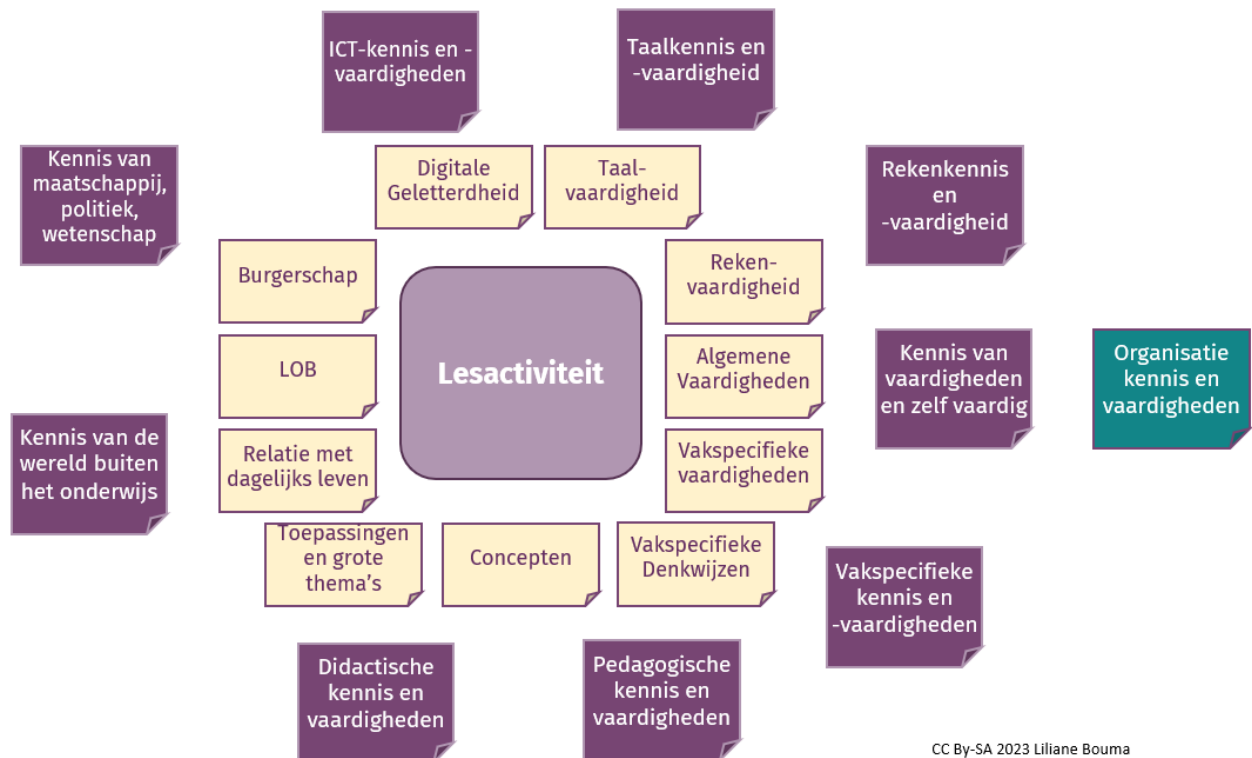 ICT-kennis en -
vaardigheden
Taalkennis en
-vaardigheid
Kennis van
maatschappij,
politiek,
wetenschap
Digitale
Geletterdheid
Taal-
vaardigheid
Rekenkennis
en
-vaardigheid
Burgerschap
Reken-
vaardigheid
LOB
Lesactiviteit
Algemene
Vaardigheden
Kennis van
vaardigheden
en zelf vaardig
Organisatie
kennis en
vaardigheden
Kennis van de
wereld buiten
het onderwijs
Relatie met
dagelijks leven
Vakspecifieke
vaardigheden
Toepassingen
en grote
thema's
Concepten
Vakspecifieke
Denkwijzen
Vakspecifieke
kennis en
-vaardigheden
Didactische
kennis en
vaardigheden
Pedagogische
kennis en
vaardigheden
CC By-SA 2023 Liliane Bouma